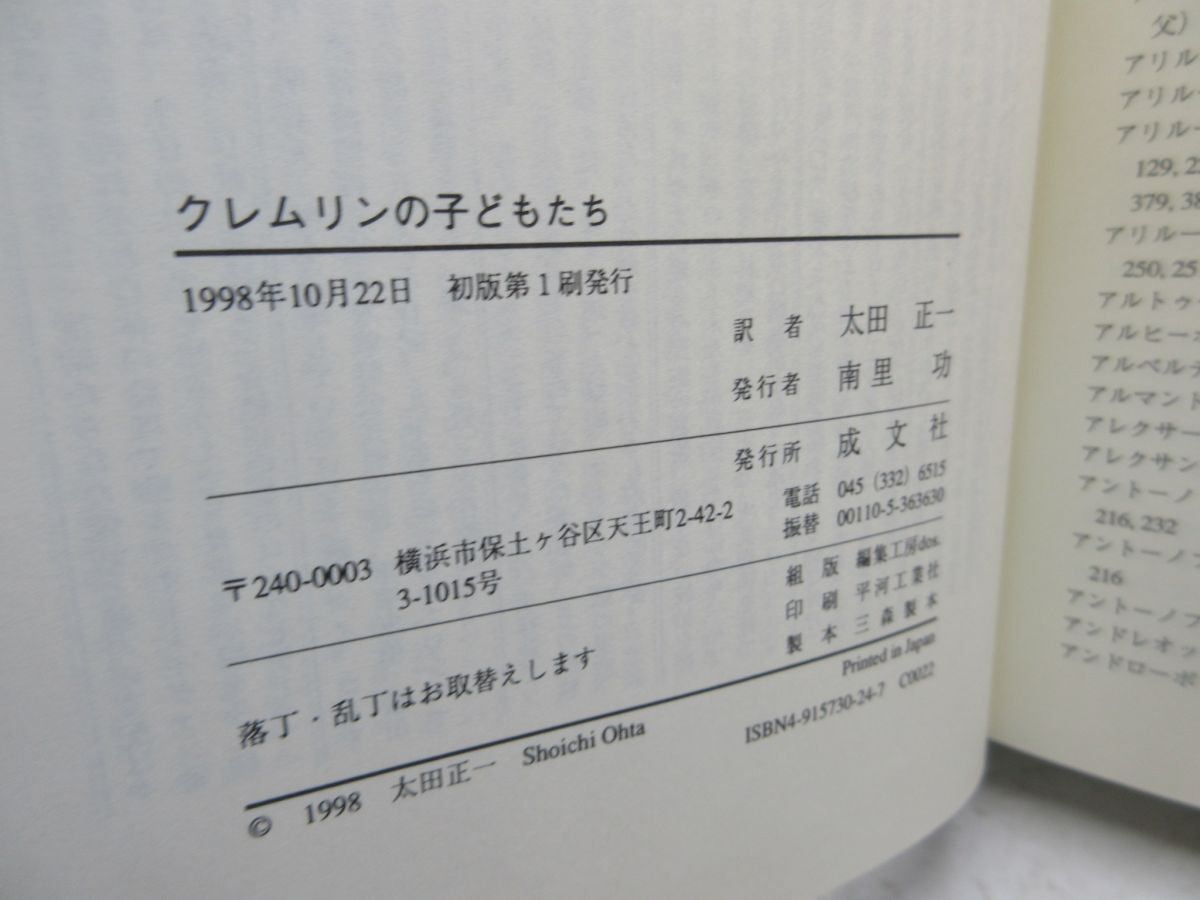 クレムリンの子どもたち
1998年10月22日　初版第1刷発行
訳者　太田　正一
発行者　南里　功
発行所　成文社
〒240-0003　横浜市保土ヶ谷区天王町2-42-2
3-1015号
電話　045（332）6515
振替　00110-5-363630
組版　編集工房dos.
印刷　平河工業社
製本　三森製本
落丁・乱丁はお取替えします
Printed in Japan
© 1998　太田正一　Shoichi Ohta
ISBN4-915730-24-7　C0022
父）
アリル
アリル
アリル
129, 2
379, 38
アリルー
250, 25
アルトゥ
アルヒー
アルベル
アルマン
アレクサ
アレクサン
アントーノ
216, 232
アントーノ
216
アントーノフ
アンドレオッ
アンドローポ